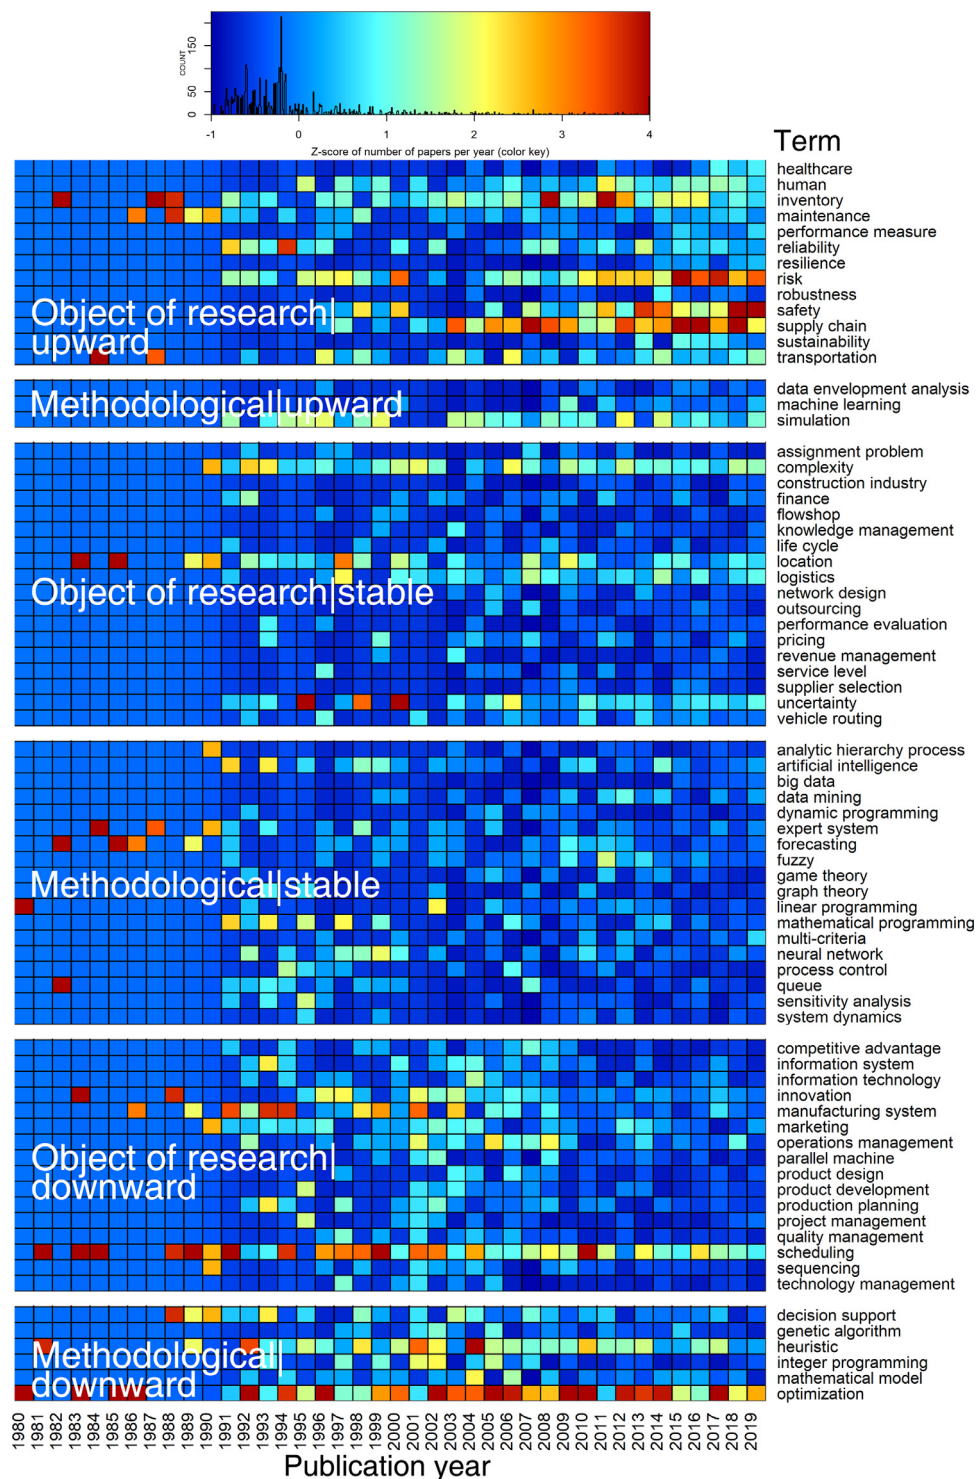 COUNT
150
50
0
-1 0 1 2 3 4
Z-score of number of papers per year (color key)
Term
healthcare
human
inventory
maintenance
performance measure
reliability
resilience
risk
robustness
safety
supply chain
sustainability
transportation
Object of research|
upward
data envelopment analysis
machine learning
simulation
Methodological|upward
assignment problem
complexity
construction industry
finance
flowshop
knowledge management
life cycle
location
logistics
network design
outsourcing
performance evaluation
pricing
revenue management
service level
supplier selection
uncertainty
vehicle routing
Object of research|stable
analytic hierarchy process
artificial intelligence
big data
data mining
dynamic programming
expert system
forecasting
fuzzy
game theory
graph theory
linear programming
mathematical programming
multi-criteria
neural network
process control
queue
sensitivity analysis
system dynamics
Methodological|stable
competitive advantage
information system
information technology
innovation
manufacturing system
marketing
operations management
parallel machine
product design
product development
production planning
project management
quality management
scheduling
sequencing
technology management
Object of research|
downward
decision support
genetic algorithm
heuristic
integer programming
mathematical model
optimization
Methodological|
downward
1980 1981 1982 1983 1984 1985 1986 1987 1988 1989 1990 1991 1992 1993 1994 1995 1996 1997 1998 1999 2000 2001 2002 2003 2004 2005 2006 2007 2008 2009 2010 2011 2012 2013 2014 2015 2016 2017 2018 2019
Publication year